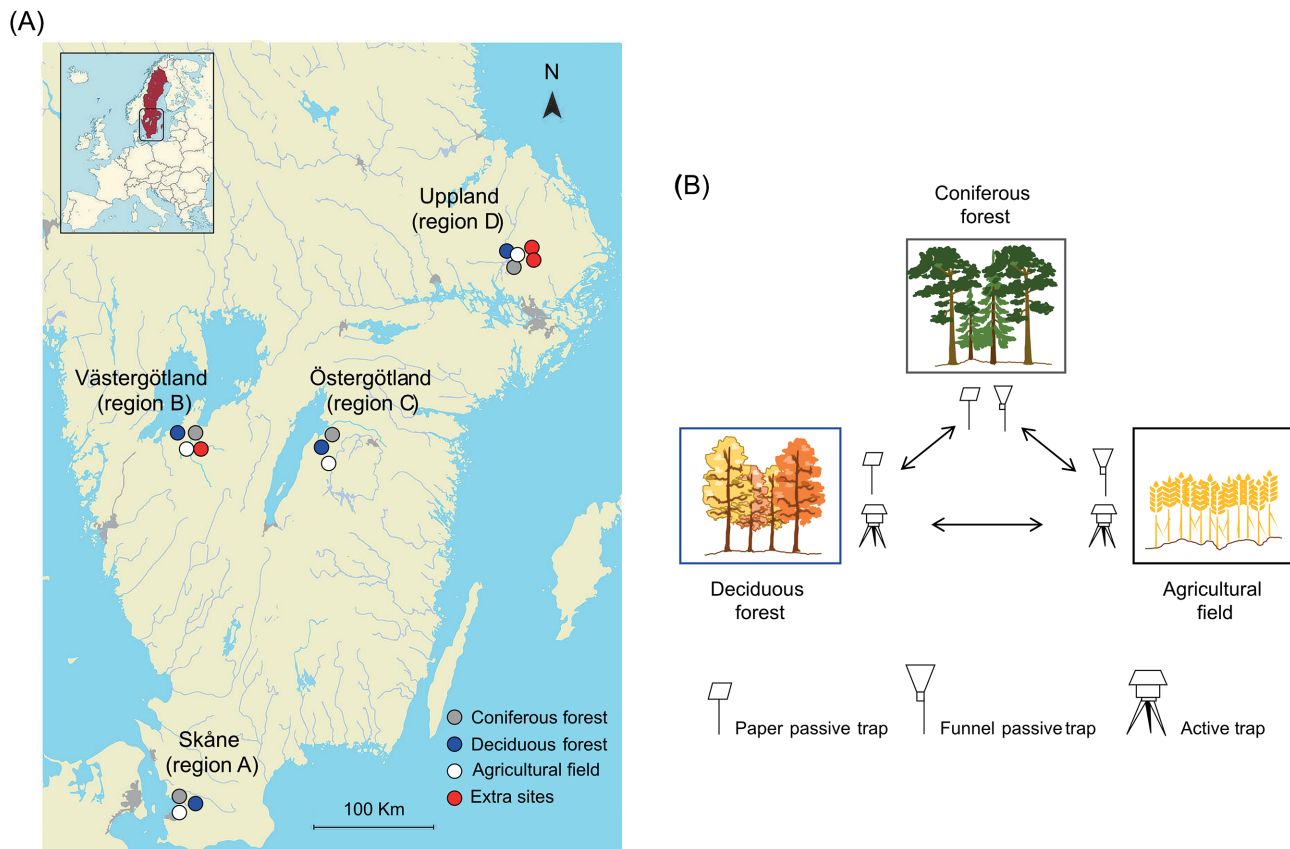 (A)
N
Uppland
(region D)
Västergötland
(region B)
Östergötland
(region C)
Skåne
(region A)
Coniferous forest
Deciduous forest
Agricultural field
Extra sites
100 Km
(B)
Coniferous
forest
Deciduous
forest
Agricultural
field
Paper passive trap
Funnel passive trap
Active trap